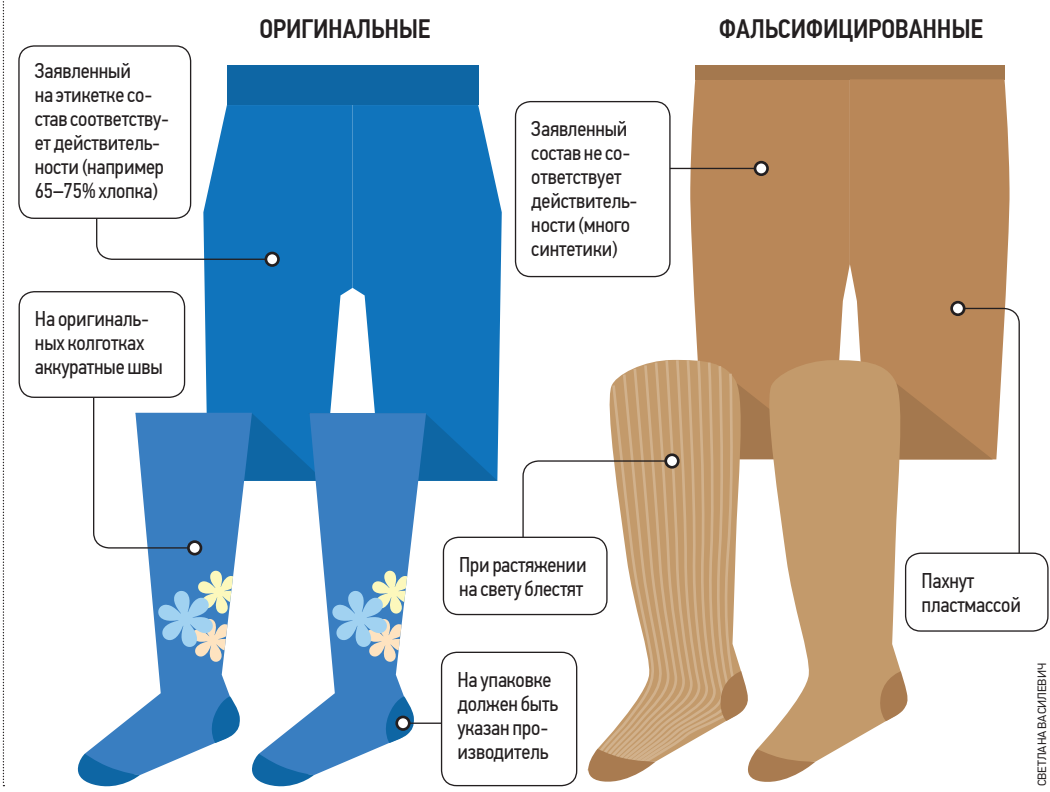 ОРИГИНАЛЬНЫЕ
Заявленный
на этикетке со-
став соответству-
ет действитель-
ности (например
65–75% хлопка)
На оригиналь-
ных колготках
аккуратные швы
На упаковке
должен быть
указан про-
изводитель
ФАЛЬСИФИЦИРОВАННЫЕ
Заявленный
состав не со-
ответствует
действитель-
ности (много
синтетики)
При растяжении
на свету блестят
Пахнут
пластмассой
СВЕТЛАНА ВАСИЛЕВИЧ